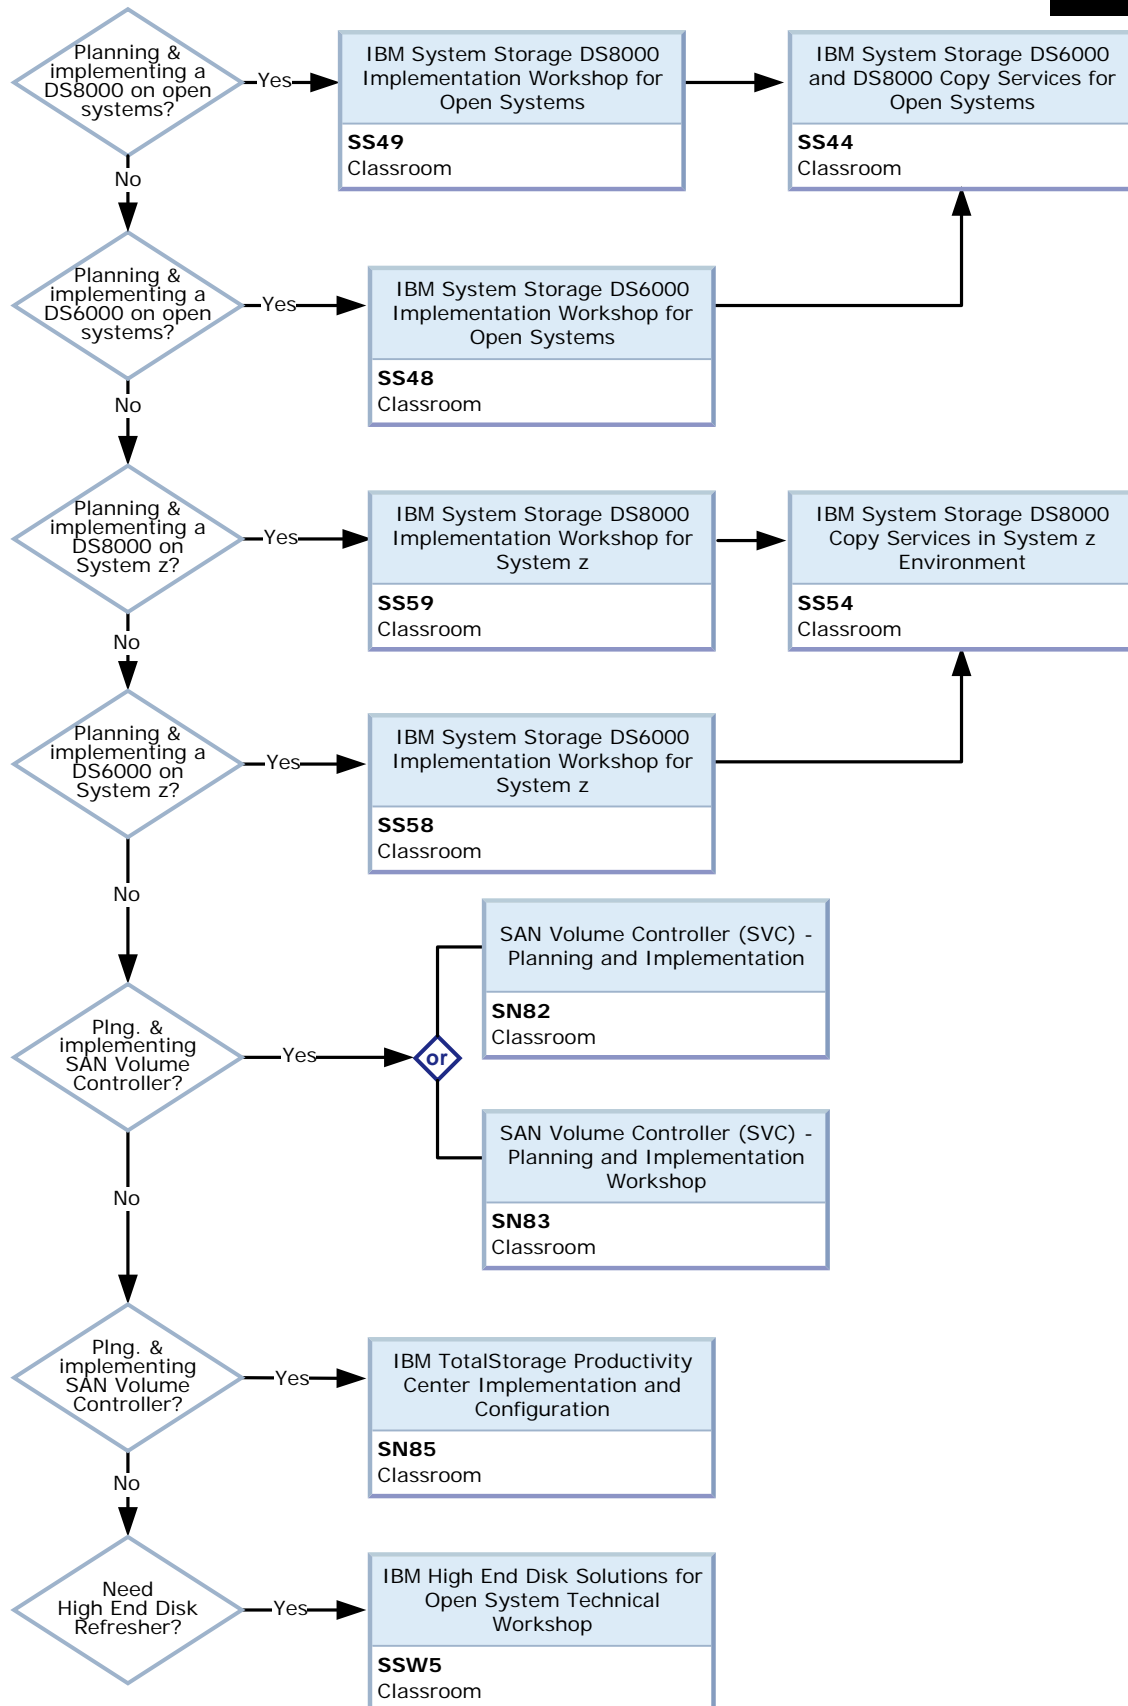 Planning &
implementing a
DS8000 on open
systems?
Yes
IBM System Storage DS8000
Implementation Workshop for
Open Systems
SS49
Classroom
IBM System Storage DS6000
and DS8000 Copy Services for
Open Systems
SS44
Classroom
No
Planning &
implementing a
DS6000 on open
systems?
Yes
IBM System Storage DS6000
Implementation Workshop for
Open Systems
SS48
Classroom
No
Planning &
implementing a
DS8000 on
System z?
Yes
IBM System Storage DS8000
Implementation Workshop for
System z
SS59
Classroom
IBM System Storage DS8000
Copy Services in System z
Environment
SS54
Classroom
No
Planning &
implementing a
DS6000 on
System z?
Yes
IBM System Storage DS6000
Implementation Workshop for
System z
SS58
Classroom
No
Plng. &
implementing
SAN Volume
Controller?
Yes
or
SAN Volume Controller (SVC) -
Planning and Implementation
SN82
Classroom
SAN Volume Controller (SVC) -
Planning and Implementation
Workshop
SN83
Classroom
No
Plng. &
implementing
SAN Volume
Controller?
Yes
IBM TotalStorage Productivity
Center Implementation and
Configuration
SN85
Classroom
No
Need
High End Disk
Refresher?
Yes
IBM High End Disk Solutions for
Open System Technical
Workshop
SSW5
Classroom